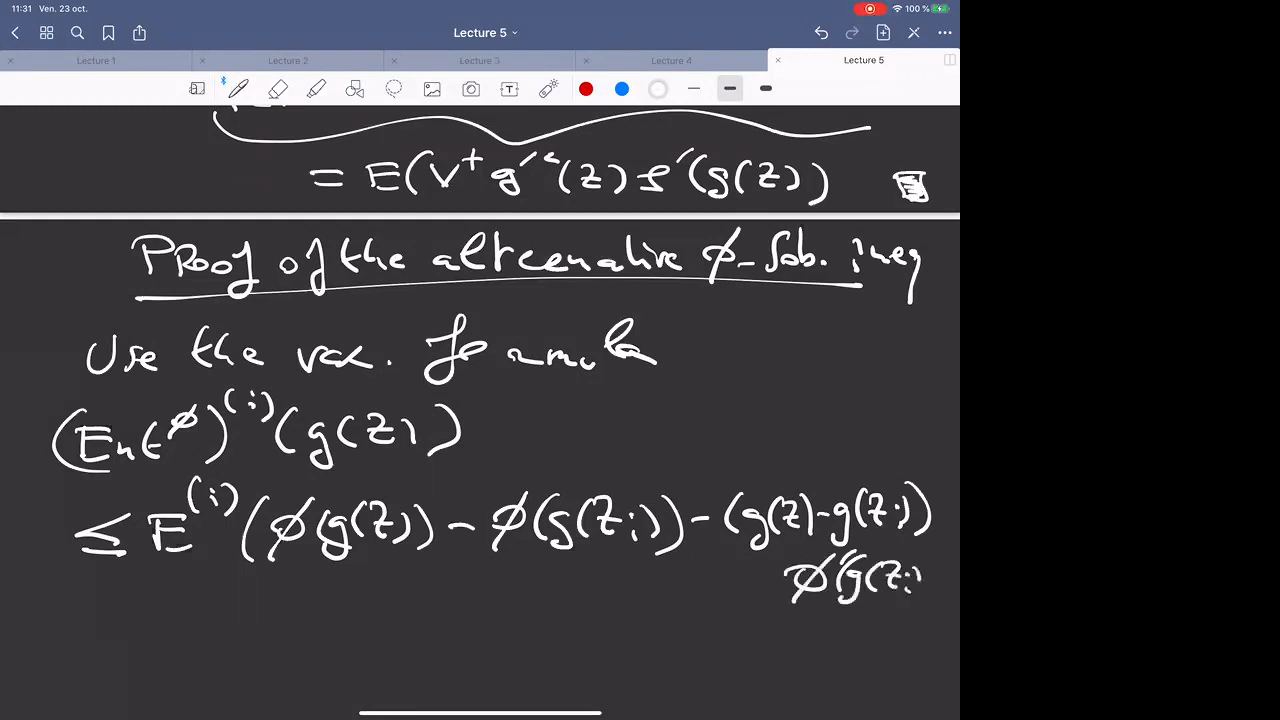 11:31 Ven. 23 oct. 100 %
Lecture 5
Lecture 1 Lecture 2 Lecture 3 Lecture 4 Lecture 5
= E(V⁺ g'²(Z) ρ'(g(Z))
Proof of the alternative ϕ-Sob. ineq
Use the var. formula
(Ent^ϕ)^(i)(g(Z))
≤ E^(i)(ϕ(g(Z)) - ϕ(g(Z_i)) - (g(Z)-g(Z_i))
ϕ'(g(Z_i